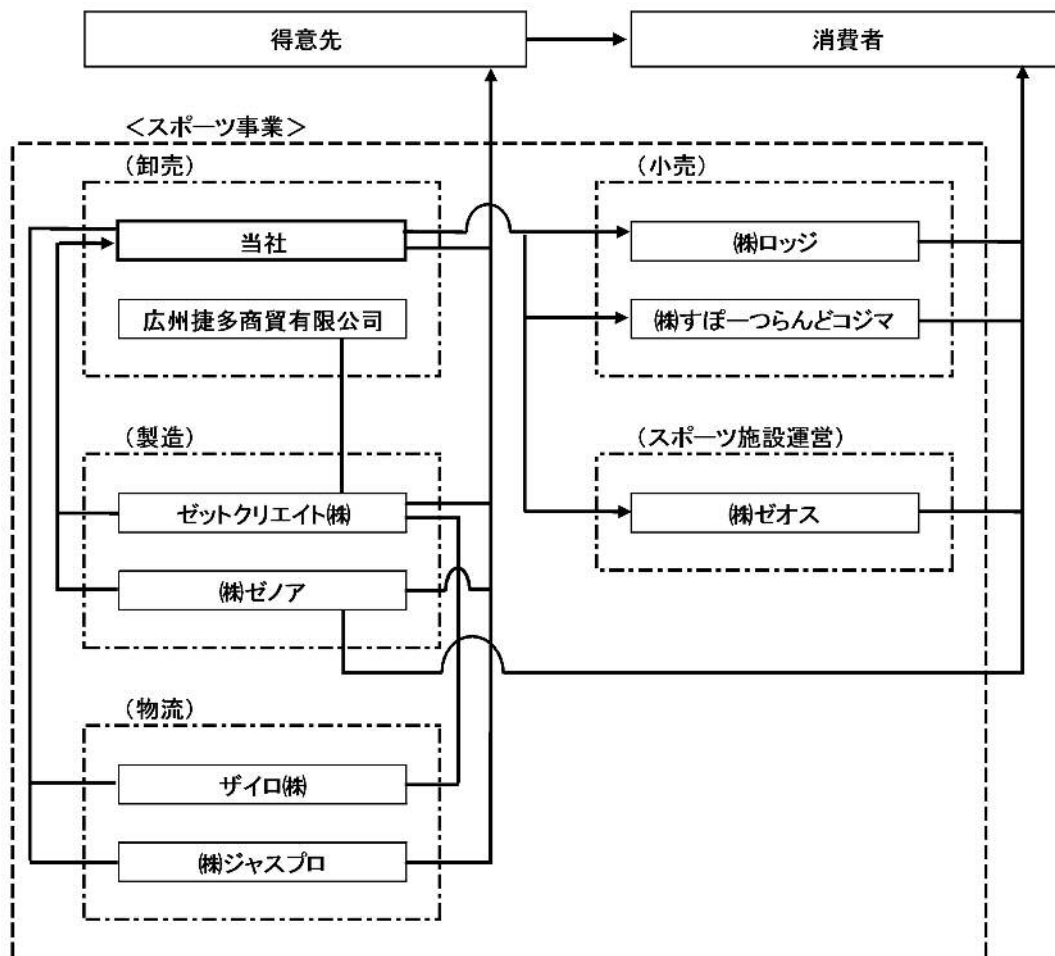 得意先
消費者
＜スポーツ事業＞
（卸売）
（小売）
当社
㈱ロッジ
広州捷多商貿有限公司
㈱すぽーつらんどコジマ
（製造）
（スポーツ施設運営）
ゼットクリエイト㈱
㈱ゼオス
㈱ゼノア
（物流）
ザイロ㈱
㈱ジャスプロ